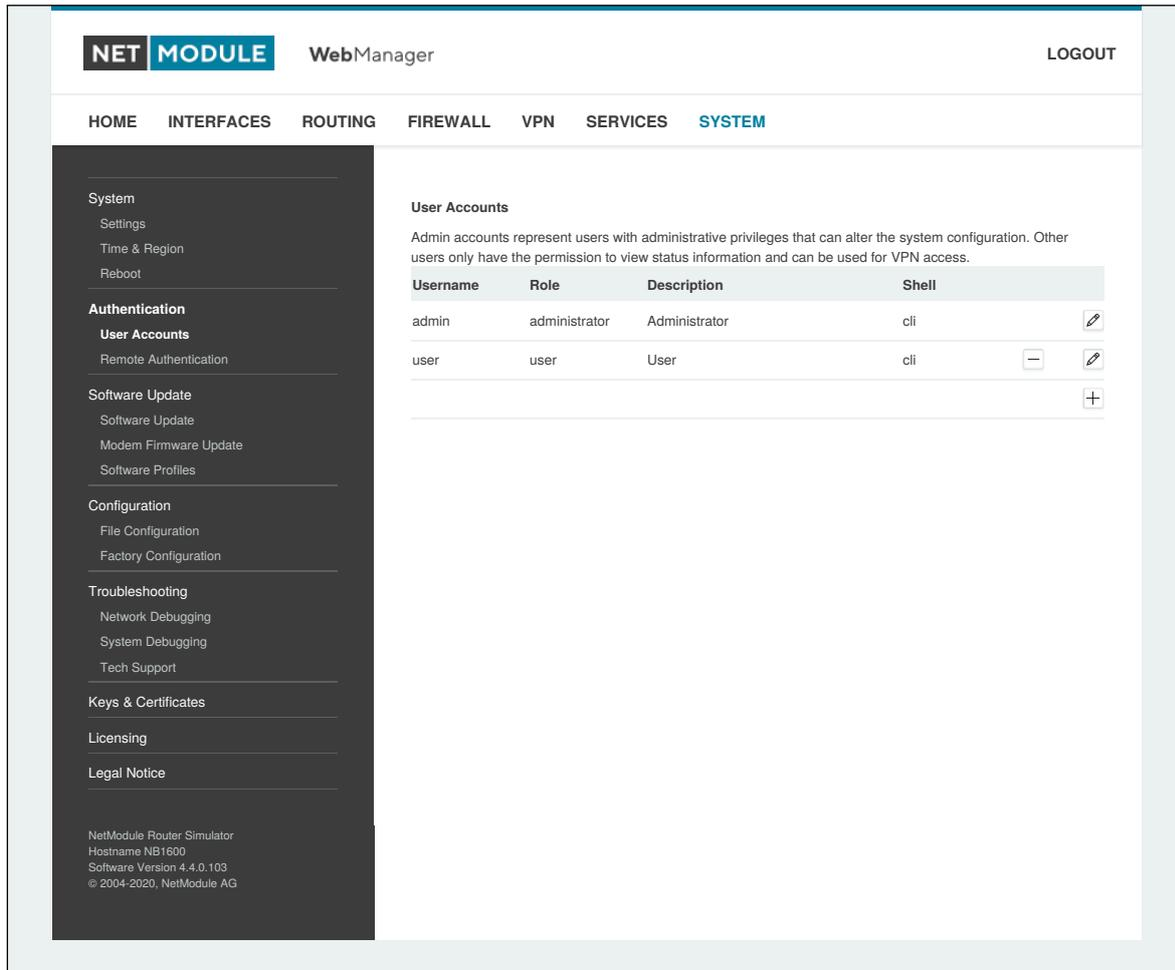 NET MODULE WebManager LOGOUT
HOME INTERFACES ROUTING FIREWALL VPN SERVICES SYSTEM
System
Settings
Time & Region
Reboot
Authentication
User Accounts
Remote Authentication
Software Update
Software Update
Modem Firmware Update
Software Profiles
Configuration
File Configuration
Factory Configuration
Troubleshooting
Network Debugging
System Debugging
Tech Support
Keys & Certificates
Licensing
Legal Notice
NetModule Router Simulator
Hostname NB1600
Software Version 4.4.0.103
© 2004-2020, NetModule AG
User Accounts
Admin accounts represent users with administrative privileges that can alter the system configuration. Other
users only have the permission to view status information and can be used for VPN access.
Username Role Description Shell
admin administrator Administrator cli
user user User cli